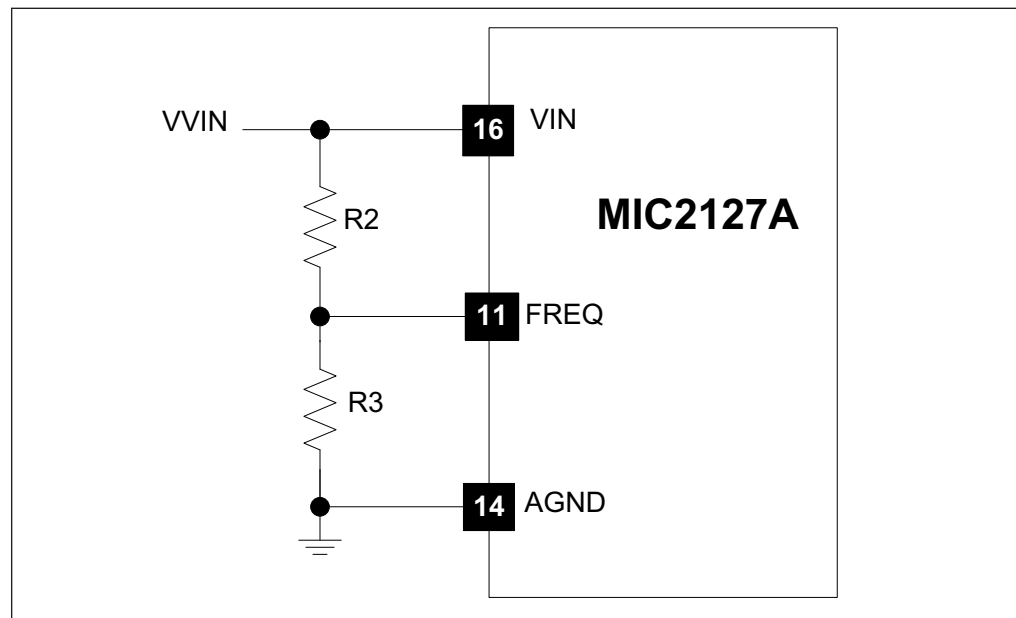 VVIN
16 VIN
MIC2127A
R2
11 FREQ
R3
14 AGND